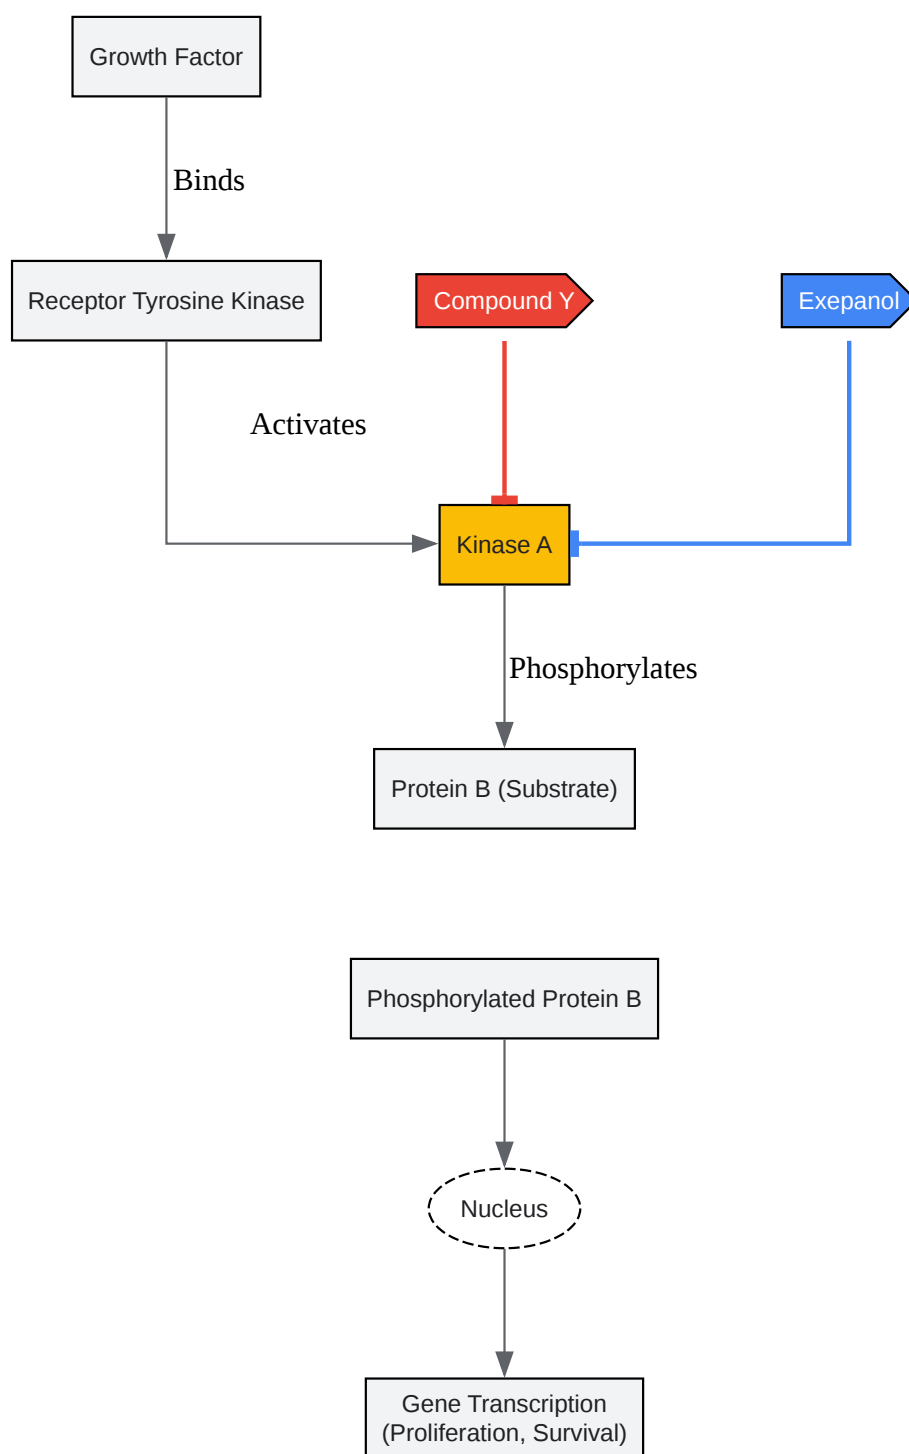 Growth Factor
Binds
Receptor Tyrosine Kinase
Compound Y
Exepanol
Activates
Kinase A
Phosphorylates
Protein B (Substrate)
Phosphorylated Protein B
Nucleus
Gene Transcription
(Proliferation, Survival)